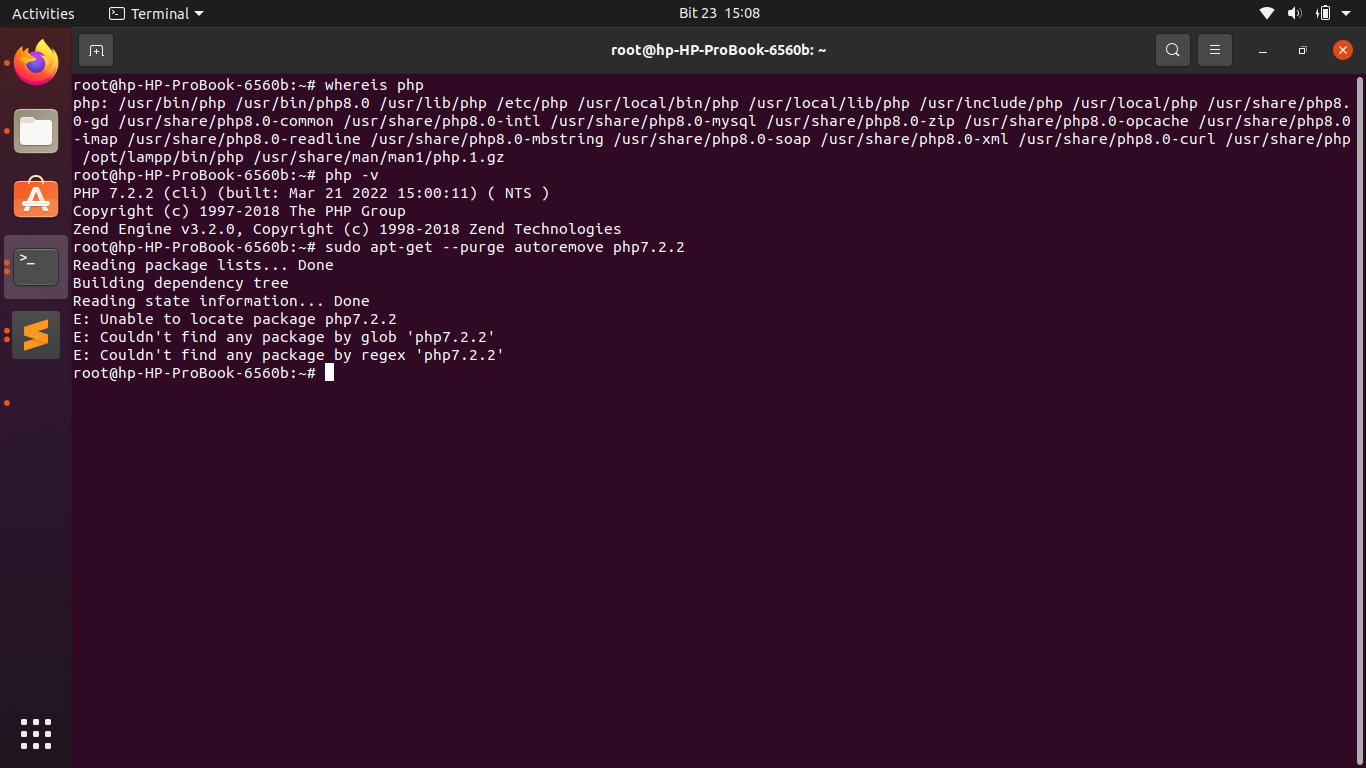 Activities
Terminal
Bit 23 15:08
root@hp-HP-ProBook-6560b: ~
root@hp-HP-ProBook-6560b:~# whereis php
php: /usr/bin/php /usr/bin/php8.0 /usr/lib/php /etc/php /usr/local/bin/php /usr/local/lib/php /usr/include/php /usr/local/php /usr/share/php8.
0-gd /usr/share/php8.0-common /usr/share/php8.0-intl /usr/share/php8.0-mysql /usr/share/php8.0-zip /usr/share/php8.0-opcache /usr/share/php8.0
-imap /usr/share/php8.0-readline /usr/share/php8.0-mbstring /usr/share/php8.0-soap /usr/share/php8.0-xml /usr/share/php8.0-curl /usr/share/php
/opt/lampp/bin/php /usr/share/man/man1/php.1.gz
root@hp-HP-ProBook-6560b:~# php -v
PHP 7.2.2 (cli) (built: Mar 21 2022 15:00:11) ( NTS )
Copyright (c) 1997-2018 The PHP Group
Zend Engine v3.2.0, Copyright (c) 1998-2018 Zend Technologies
root@hp-HP-ProBook-6560b:~# sudo apt-get --purge autoremove php7.2.2
Reading package lists... Done
Building dependency tree
Reading state information... Done
E: Unable to locate package php7.2.2
E: Couldn't find any package by glob 'php7.2.2'
E: Couldn't find any package by regex 'php7.2.2'
root@hp-HP-ProBook-6560b:~#